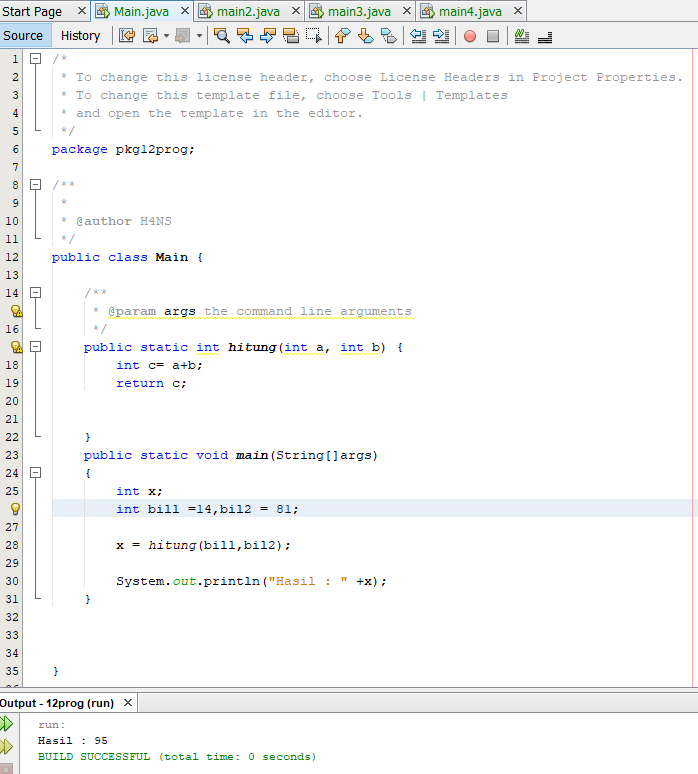 Start Page × Main.java × main2.java × main3.java × main4.java ×
Source History
1 /*
2 * To change this license header, choose License Headers in Project Properties.
3 * To change this template file, choose Tools | Templates
4 * and open the template in the editor.
5 */
6 package pkg12prog;
7
8 /**
9 *
10 * @author H4NS
11 */
12 public class Main {
13
14 /**
* @param args the command line arguments
16 */
public static int hitung(int a, int b) {
18 int c= a+b;
19 return c;
20
21
22 }
23 public static void main(String[]args)
24 {
25 int x;
int bil1 =14,bil2 = 81;
27
28 x = hitung(bil1,bil2);
29
30 System.out.println("Hasil : " +x);
31 }
32
33
34
35 }
Output - 12prog (run) ×
run:
Hasil : 95
BUILD SUCCESSFUL (total time: 0 seconds)